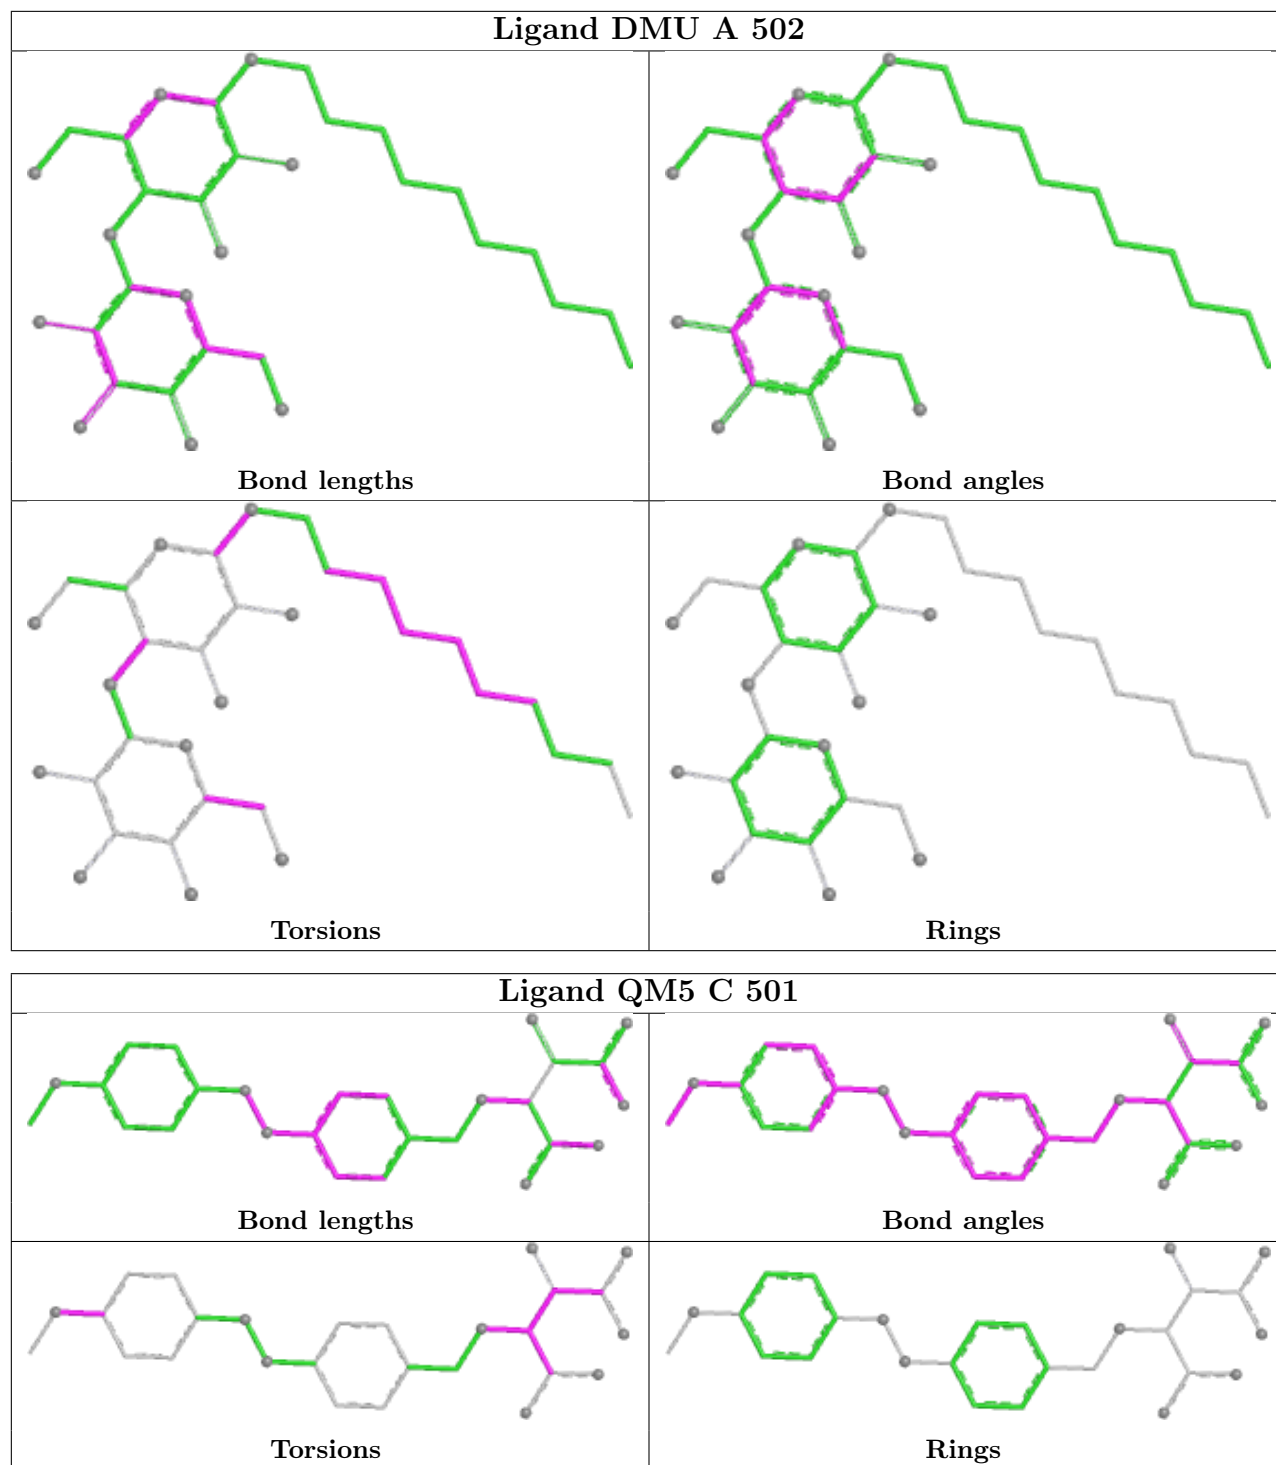 Ligand DMU A 502
Bond lengths
Bond angles
Torsions
Rings
Ligand QM5 C 501
Bond lengths
Bond angles
Torsions
Rings